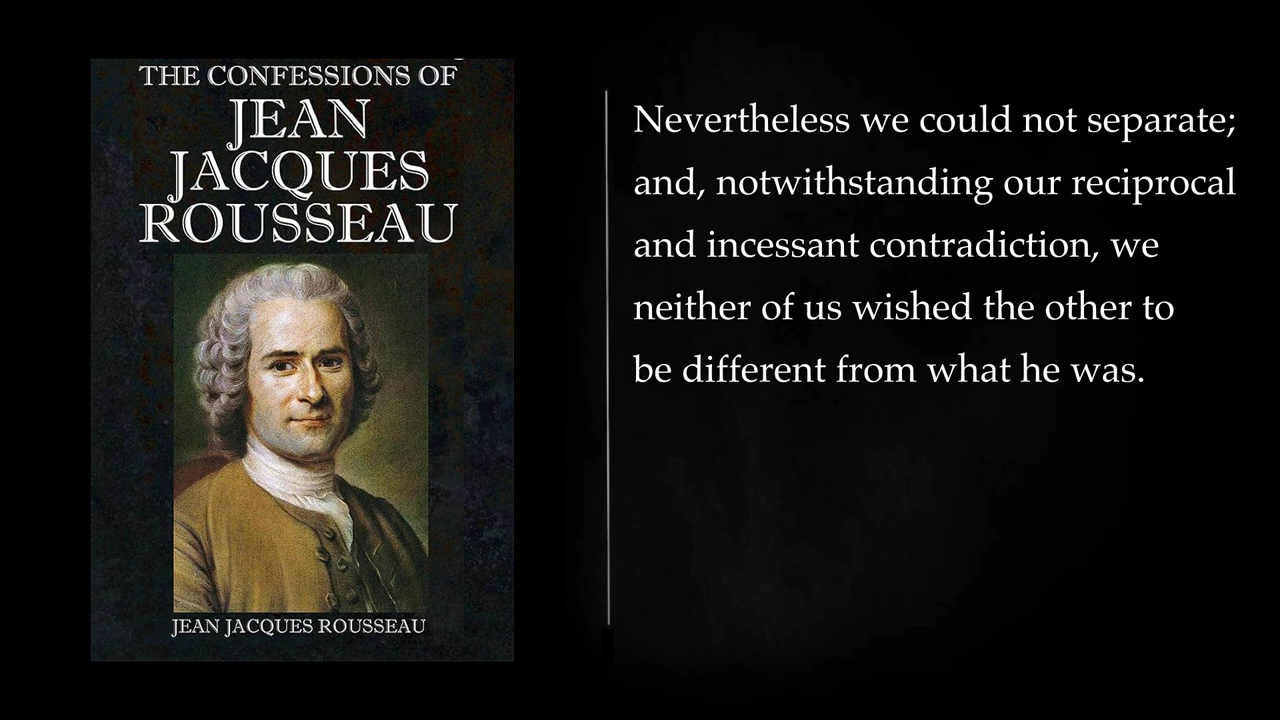 THE CONFESSIONS OF
JEAN
JACQUES
ROUSSEAU
JEAN JACQUES ROUSSEAU
Nevertheless we could not separate;
and, notwithstanding our reciprocal
and incessant contradiction, we
neither of us wished the other to
be different from what he was.